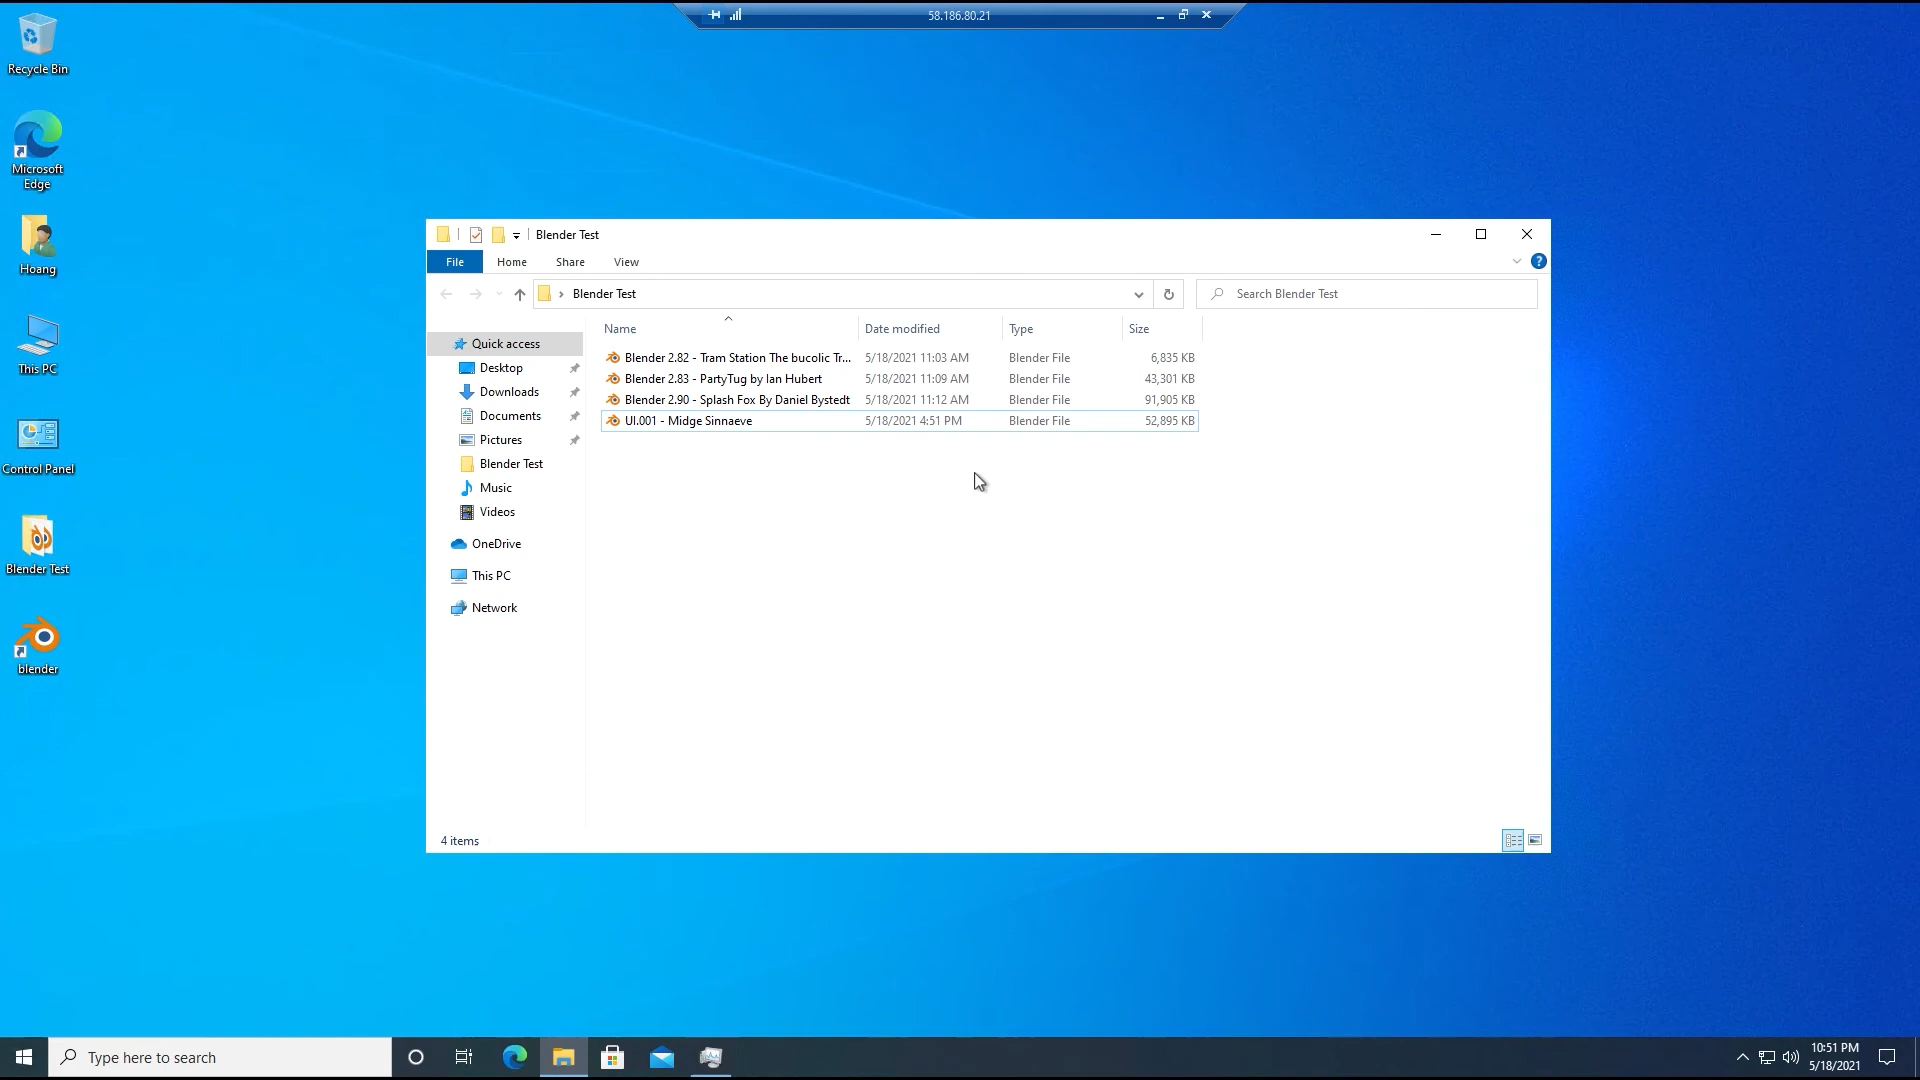 58.186.80.21
Recycle Bin
Microsoft
Edge
Hoang
This PC
Control Panel
Blender Test
blender
Blender Test
File Home Share View
Blender Test
Search Blender Test
Name Date modified Type Size
Quick access
Desktop
Downloads
Documents
Pictures
Blender Test
Music
Videos
OneDrive
This PC
Network
Blender 2.82 - Tram Station The bucolic Tr... 5/18/2021 11:03 AM Blender File 6,835 KB
Blender 2.83 - PartyTug by Ian Hubert 5/18/2021 11:09 AM Blender File 43,301 KB
Blender 2.90 - Splash Fox By Daniel Bystedt 5/18/2021 11:12 AM Blender File 91,905 KB
UI.001 - Midge Sinnaeve 5/18/2021 4:51 PM Blender File 52,895 KB
4 items
Type here to search
10:51 PM
5/18/2021